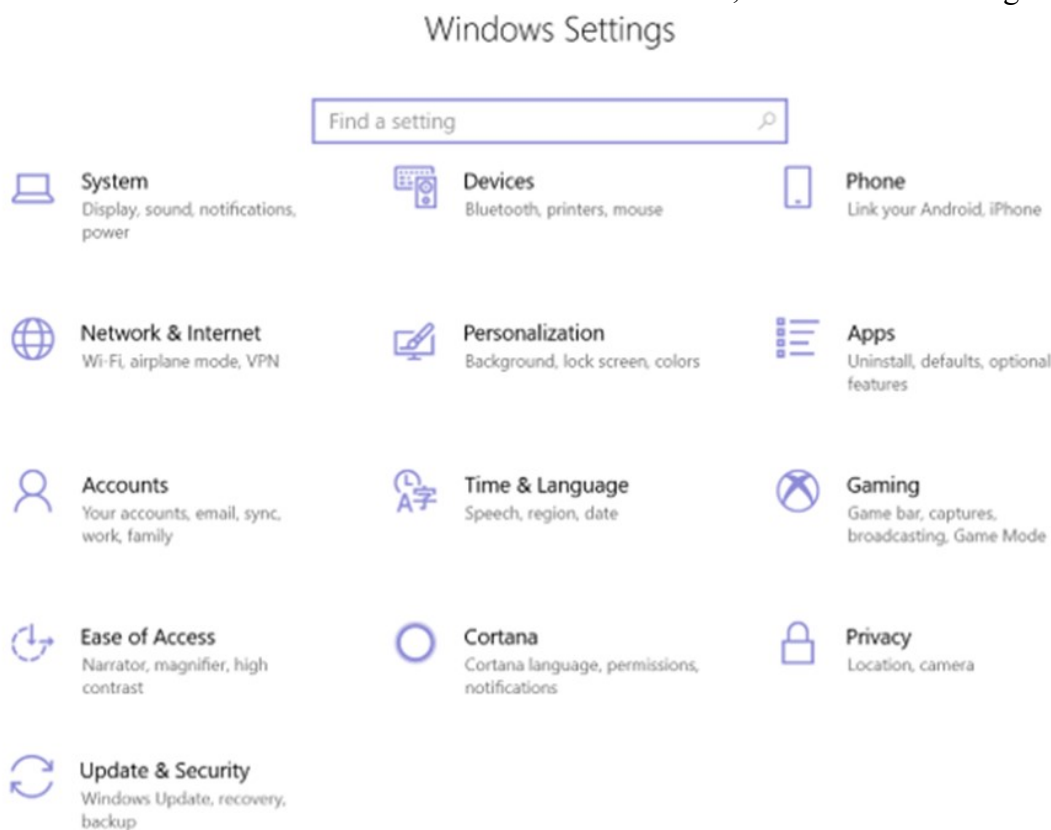 Windows Settings
Find a setting
System
Display, sound, notifications,
power
Devices
Bluetooth, printers, mouse
Phone
Link your Android, iPhone
Network & Internet
Wi-Fi, airplane mode, VPN
Personalization
Background, lock screen, colors
Apps
Uninstall, defaults, optional
features
Accounts
Your accounts, email, sync,
work, family
Time & Language
Speech, region, date
Gaming
Game bar, captures,
broadcasting, Game Mode
Ease of Access
Narrator, magnifier, high
contrast
Cortana
Cortana language, permissions,
notifications
Privacy
Location, camera
Update & Security
Windows Update, recovery,
backup